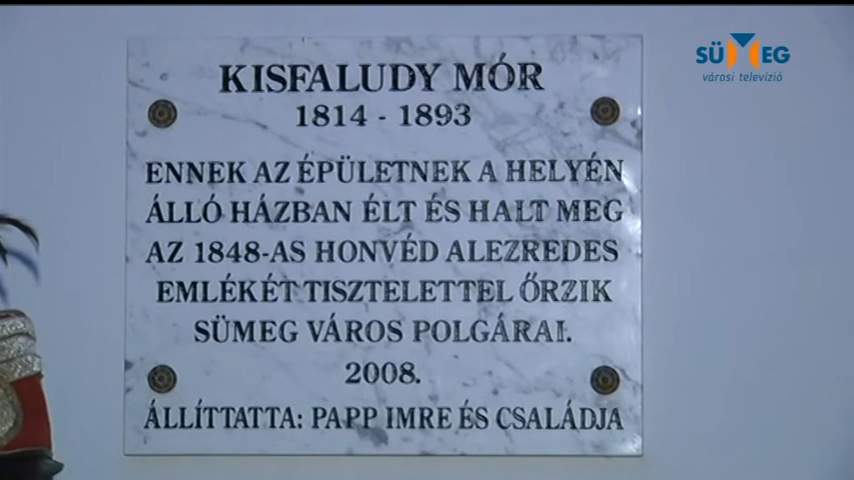 SÜMEG
városi televízió
KISFALUDY MÓR
1814 - 1893
ENNEK AZ ÉPÜLETNEK A HELYÉN
ÁLLÓ HÁZBAN ÉLT ÉS HALT MEG
AZ 1848-AS HONVÉD ALEZREDES
EMLÉKÉT TISZTELETTEL ŐRZIK
SÜMEG VÁROS POLGÁRAI.
2008.
ÁLLÍTTATTA: PAPP IMRE ÉS CSALÁDJA